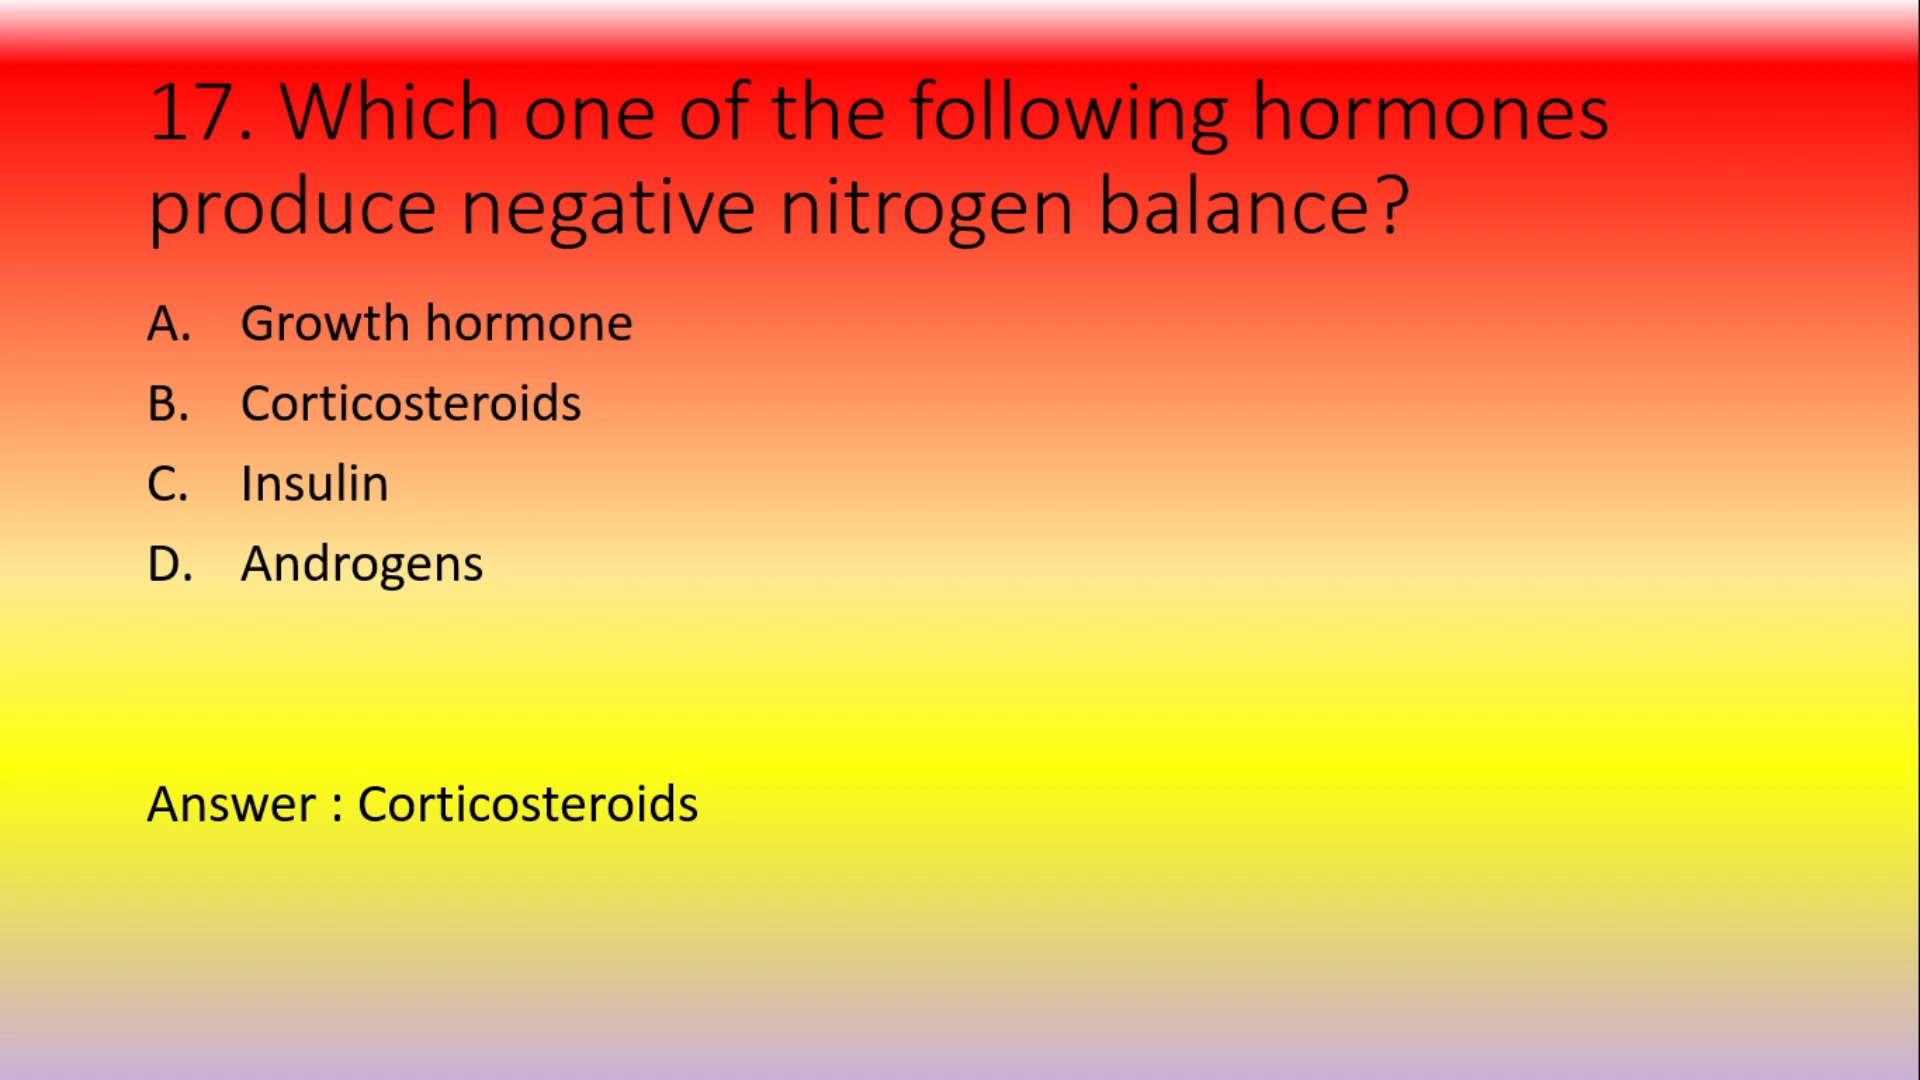 17. Which one of the following hormones
produce negative nitrogen balance?
A. Growth hormone
B. Corticosteroids
C. Insulin
D. Androgens
Answer : Corticosteroids